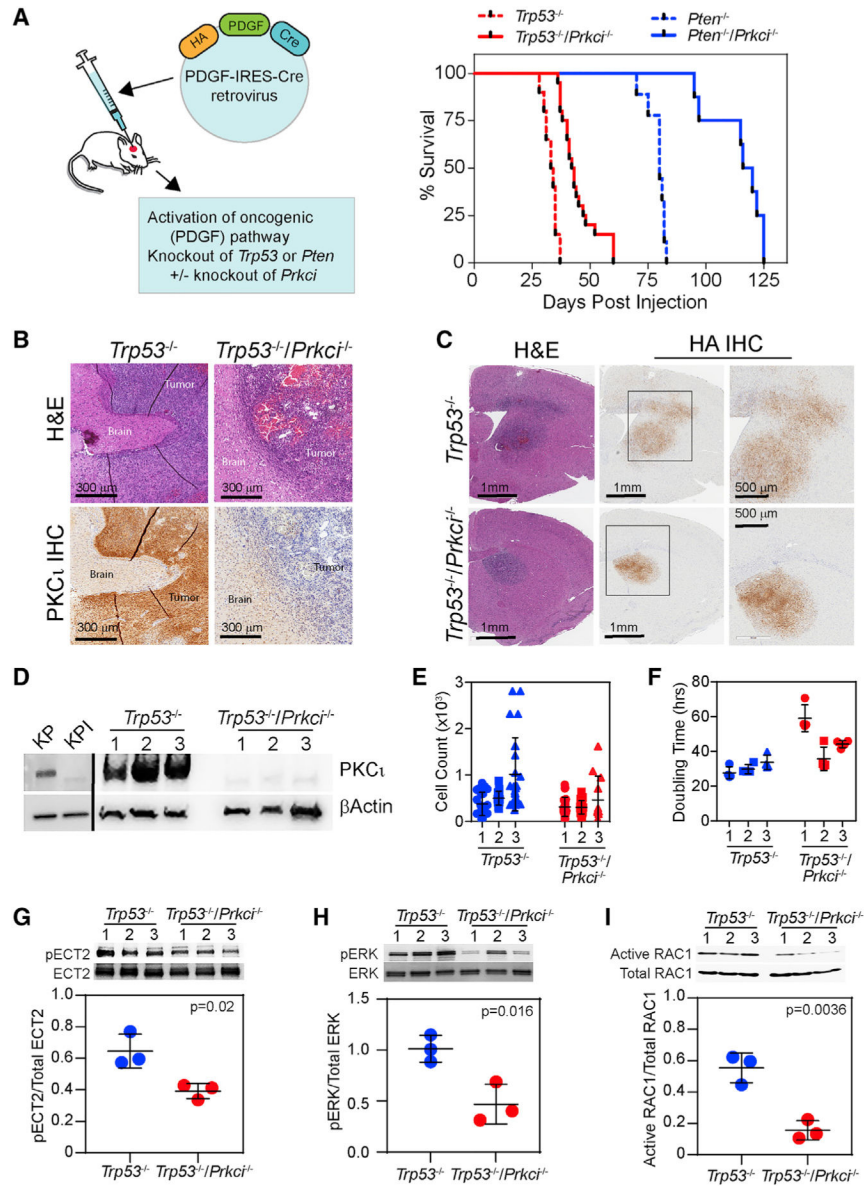 A
HA
PDGF
Cre
PDGF-IRES-Cre
retrovirus
Activation of oncogenic
(PDGF) pathway
Knockout of Trp53 or Pten
+/- knockout of Prkci
Trp53-/-
Trp53-/-/Prkci-/-
Pten-/-
Pten-/-/Prkci-/-
% Survival
100
75
50
25
0
0 25 50 75 100 125
Days Post Injection
B
Trp53-/- Trp53-/-/Prkci-/-
H&E
Tumor
Brain
300 µm
Tumor
Brain
300 µm
PKCι IHC
Brain
Tumor
300 µm
Tumor
Brain
300 µm
C
H&E HA IHC
Trp53-/-
1mm
1mm
500 µm
Trp53-/-/Prkci-/-
1mm
1mm
500 µm
D
KP KPI
Trp53-/- Trp53-/-/Prkci-/-
1 2 3 1 2 3
PKCι
βActin
E
Cell Count (x10³)
3
2
1
0
1 2 3 1 2 3
Trp53-/- Trp53-/-/
Prkci-/-
F
Doubling Time (hrs)
80
60
40
20
0
1 2 3 1 2 3
Trp53-/- Trp53-/-/
Prkci-/-
G
Trp53-/- Trp53-/-/Prkci-/-
1 2 3 1 2 3
pECT2
ECT2
p=0.02
pECT2/Total ECT2
1.0
0.8
0.6
0.4
0.2
0
Trp53-/- Trp53-/-/Prkci-/-
H
Trp53-/- Trp53-/-/Prkci-/-
1 2 3 1 2 3
pERK
ERK
p=0.016
pERK/Total ERK
1.5
1.0
0.5
0.0
Trp53-/- Trp53-/-/Prkci-/-
I
Trp53-/- Trp53-/-/Prkci-/-
1 2 3 1 2 3
Active RAC1
Total RAC1
p=0.0036
Active RAC1/Total RAC1
1.0
0.8
0.6
0.4
0.2
0
Trp53-/- Trp53-/-/Prkci-/-